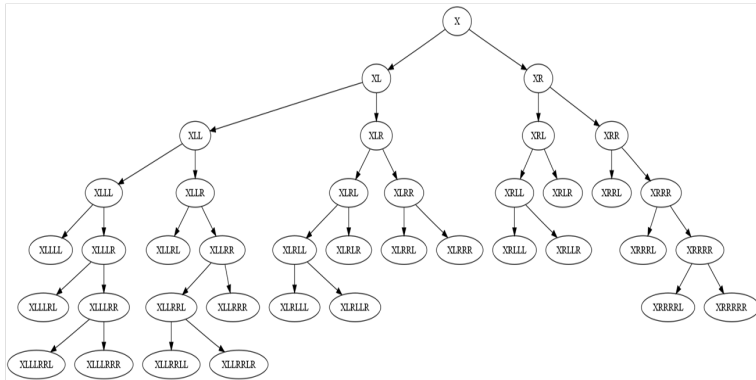 X
XL XR
XLL XLR XRL XRR
XLLL XLLR XLRL XLRR XRLL XRLR XRRL XRRR
XLLLL XLLLR XLLRL XLLRR XLRLL XLRLR XLRRL XLRRR XRLLL XRLLR XRRRL XRRRR
XLLLRL XLLLRR XLLRRL XLLRRR XLRLLL XLRLLR XRRRRL XRRRRR
XLLLRRL XLLLRRR XLLRRLL XLLRRLR